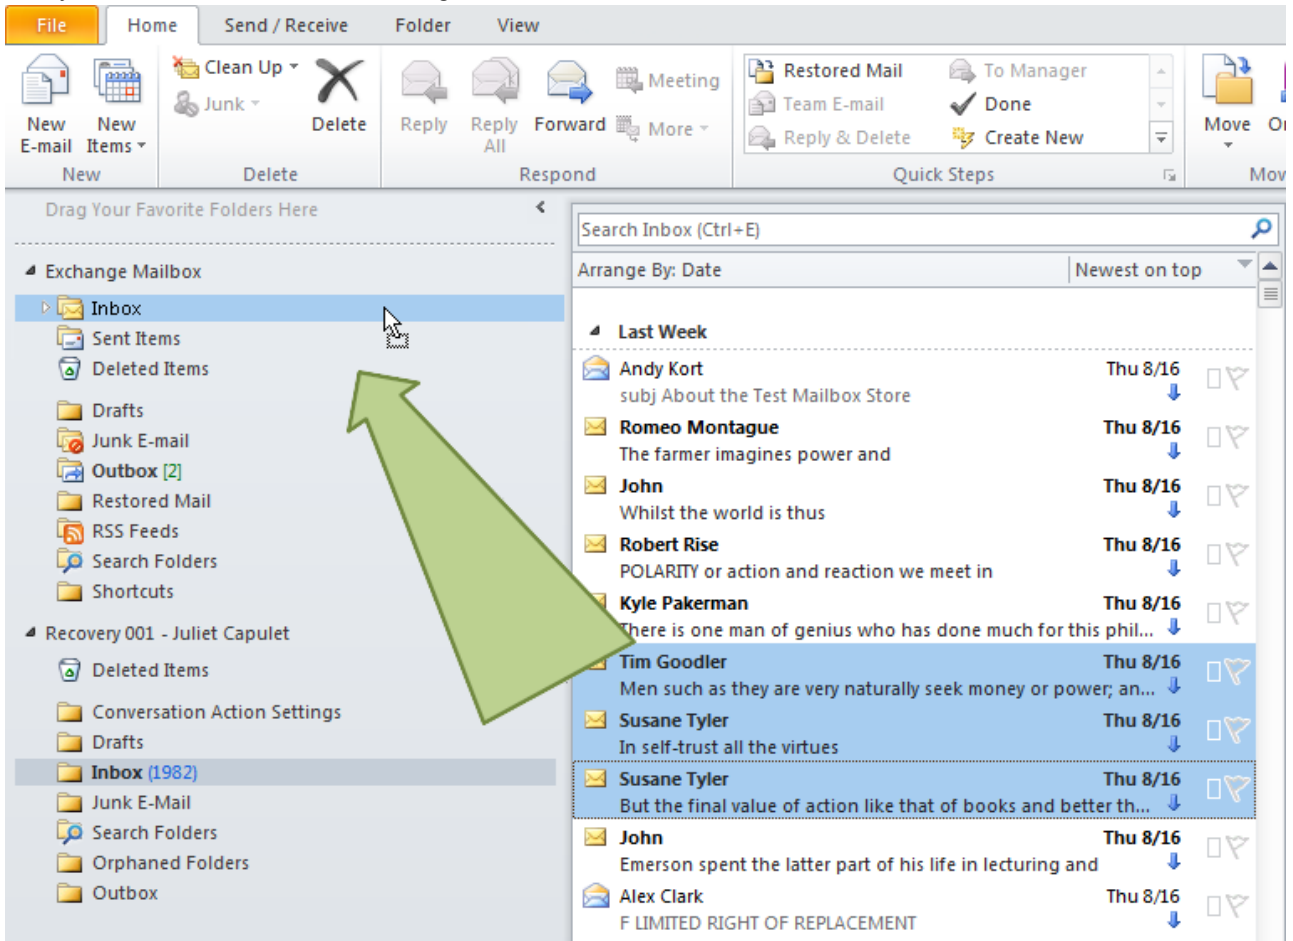 File Home Send / Receive Folder View
Clean Up
Junk
Delete
New E-mail
New Items
Reply
Reply All
Forward
Meeting
More
Restored Mail
To Manager
Team E-mail
Done
Reply & Delete
Create New
Move
New Delete Respond Quick Steps
Drag Your Favorite Folders Here
Exchange Mailbox
Inbox
Sent Items
Deleted Items
Drafts
Junk E-mail
Outbox [2]
Restored Mail
RSS Feeds
Search Folders
Shortcuts
Recovery 001 - Juliet Capulet
Deleted Items
Conversation Action Settings
Drafts
Inbox (1982)
Junk E-Mail
Search Folders
Orphaned Folders
Outbox
Search Inbox (Ctrl+E)
Arrange By: Date Newest on top
Last Week
Andy Kort Thu 8/16
subj About the Test Mailbox Store
Romeo Montague Thu 8/16
The farmer imagines power and
John Thu 8/16
Whilst the world is thus
Robert Rise Thu 8/16
POLARITY or action and reaction we meet in
Kyle Pakerman Thu 8/16
There is one man of genius who has done much for this phil...
Tim Goodler Thu 8/16
Men such as they are very naturally seek money or power; an...
Susane Tyler Thu 8/16
In self-trust all the virtues
Susane Tyler Thu 8/16
But the final value of action like that of books and better th...
John Thu 8/16
Emerson spent the latter part of his life in lecturing and
Alex Clark Thu 8/16
F LIMITED RIGHT OF REPLACEMENT